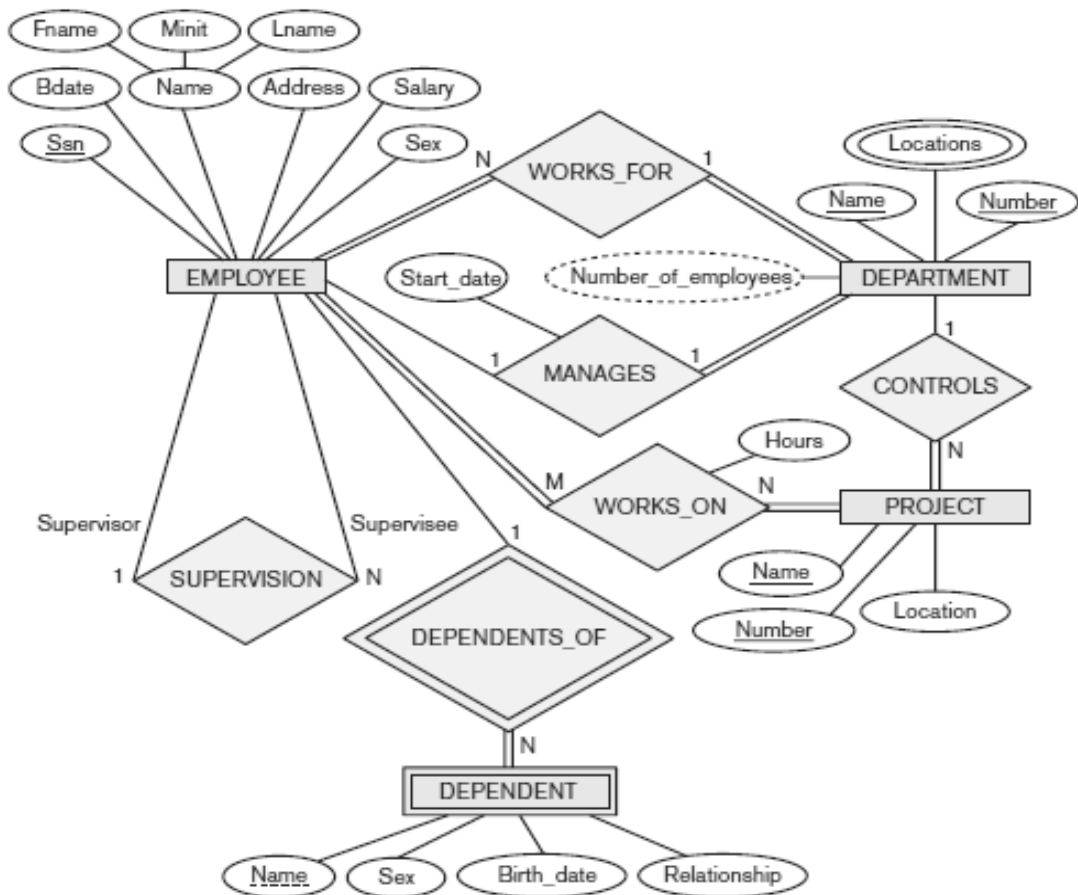 Fname
Minit
Lname
Bdate
Name
Address
Salary
Ssn
Sex
N
WORKS_FOR
1
Locations
Name
Number
EMPLOYEE
Start_date
Number_of_employees
DEPARTMENT
1
MANAGES
1
1
CONTROLS
Hours
N
M
WORKS_ON
N
PROJECT
Supervisor
Supervisee
1
1
SUPERVISION
N
Name
Location
Number
DEPENDENTS_OF
N
DEPENDENT
Name
Sex
Birth_date
Relationship